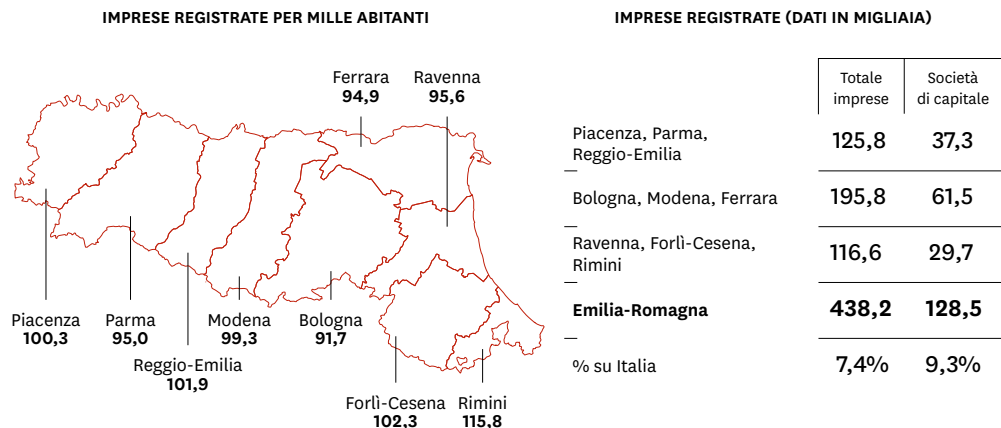 IMPRESE REGISTRATE PER MILLE ABITANTI
Ferrara
94,9
Ravenna
95,6
Piacenza
100,3
Parma
95,0
Reggio-Emilia
101,9
Modena
99,3
Bologna
91,7
Forlì-Cesena
102,3
Rimini
115,8
IMPRESE REGISTRATE (DATI IN MIGLIAIA)
Totale
imprese
Società
di capitale
Piacenza, Parma,
Reggio-Emilia
125,8 37,3
Bologna, Modena, Ferrara 195,8 61,5
Ravenna, Forlì-Cesena,
Rimini
116,6 29,7
Emilia-Romagna 438,2 128,5
% su Italia 7,4% 9,3%